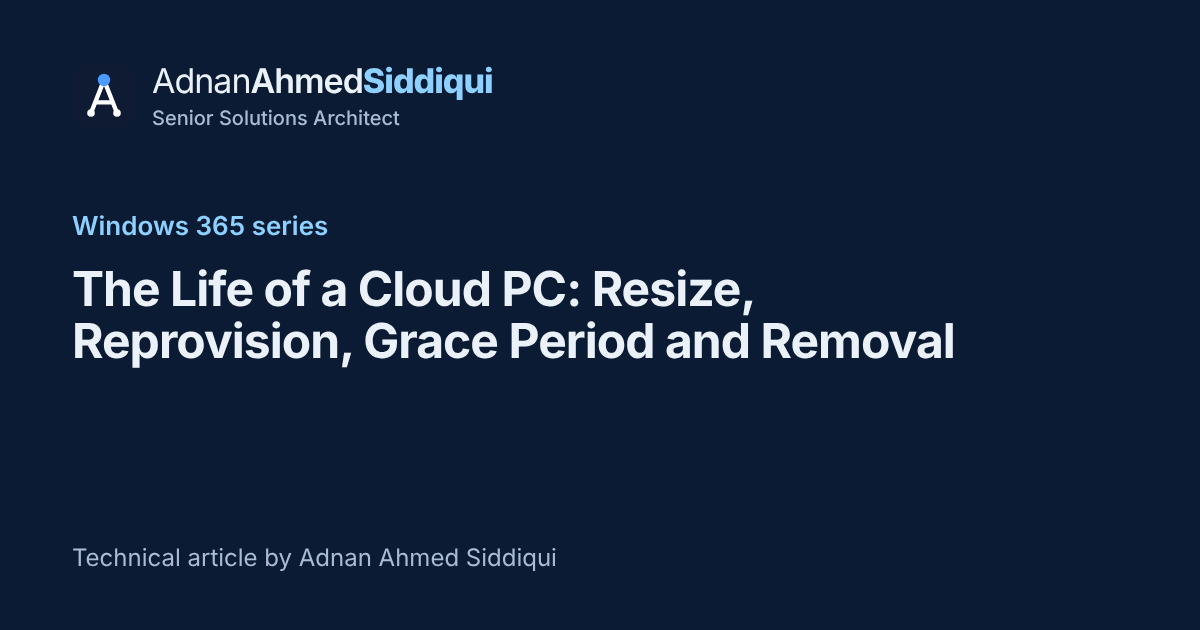 AdnanAhmedSiddiqui
Senior Solutions Architect
Windows 365 series
The Life of a Cloud PC: Resize,
Reprovision, Grace Period and Removal
Technical article by Adnan Ahmed Siddiqui